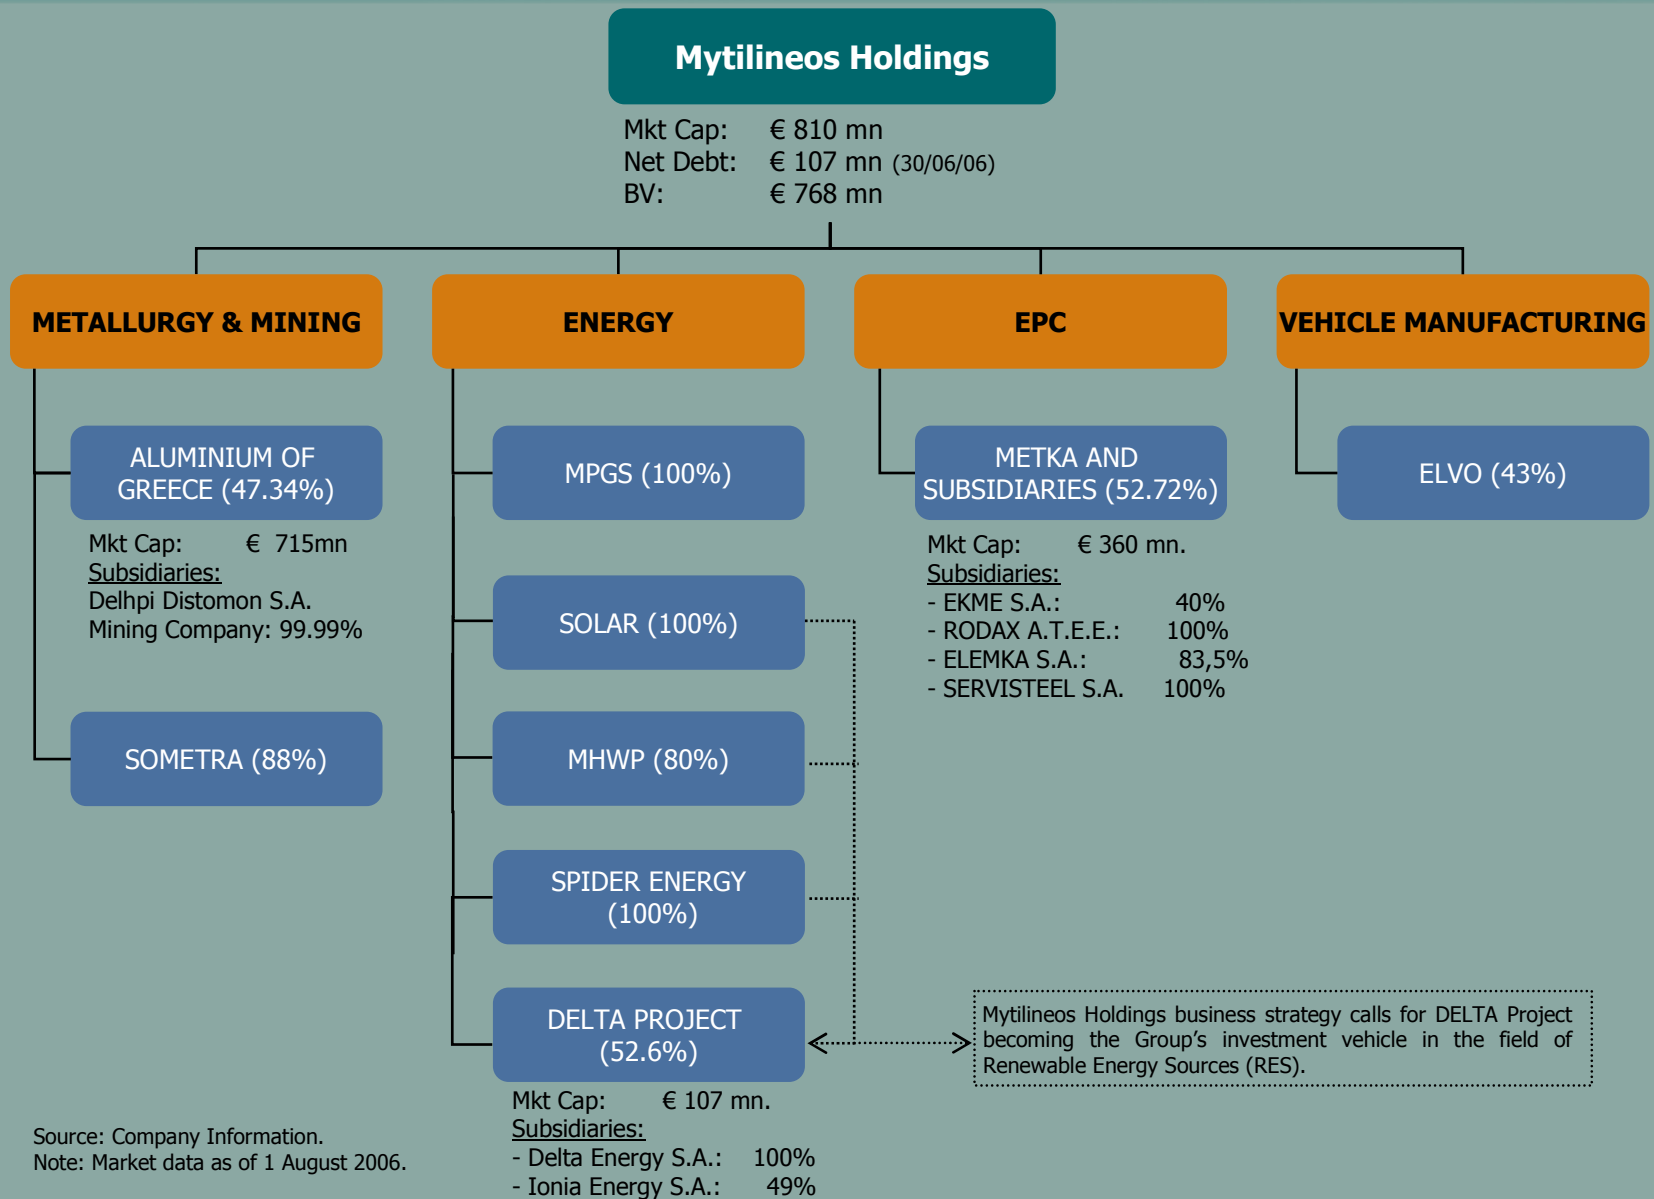 Mytilineos Holdings
Mkt Cap: € 810 mn
Net Debt: € 107 mn (30/06/06)
BV: € 768 mn
METALLURGY & MINING
ENERGY
EPC
VEHICLE MANUFACTURING
ALUMINIUM OF
GREECE (47.34%)
Mkt Cap: € 715mn
Subsidiaries:
Delhpi Distomon S.A.
Mining Company: 99.99%
SOMETRA (88%)
MPGS (100%)
SOLAR (100%)
MHWP (80%)
SPIDER ENERGY
(100%)
DELTA PROJECT
(52.6%)
Mkt Cap: € 107 mn.
Subsidiaries:
- Delta Energy S.A.: 100%
- Ionia Energy S.A.: 49%
METKA AND
SUBSIDIARIES (52.72%)
Mkt Cap: € 360 mn.
Subsidiaries:
- EKME S.A.: 40%
- RODAX A.T.E.E.: 100%
- ELEMKA S.A.: 83,5%
- SERVISTEEL S.A. 100%
ELVO (43%)
Mytilineos Holdings business strategy calls for DELTA Project
becoming the Group’s investment vehicle in the field of
Renewable Energy Sources (RES).
Source: Company Information.
Note: Market data as of 1 August 2006.